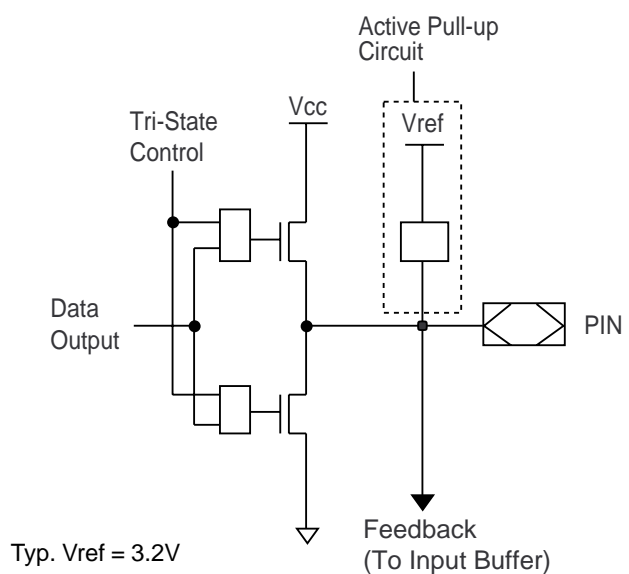 Active Pull-up
Circuit
Vcc
Vref
Tri-State
Control
Data
Output
PIN
Feedback
(To Input Buffer)
Typ. Vref = 3.2V